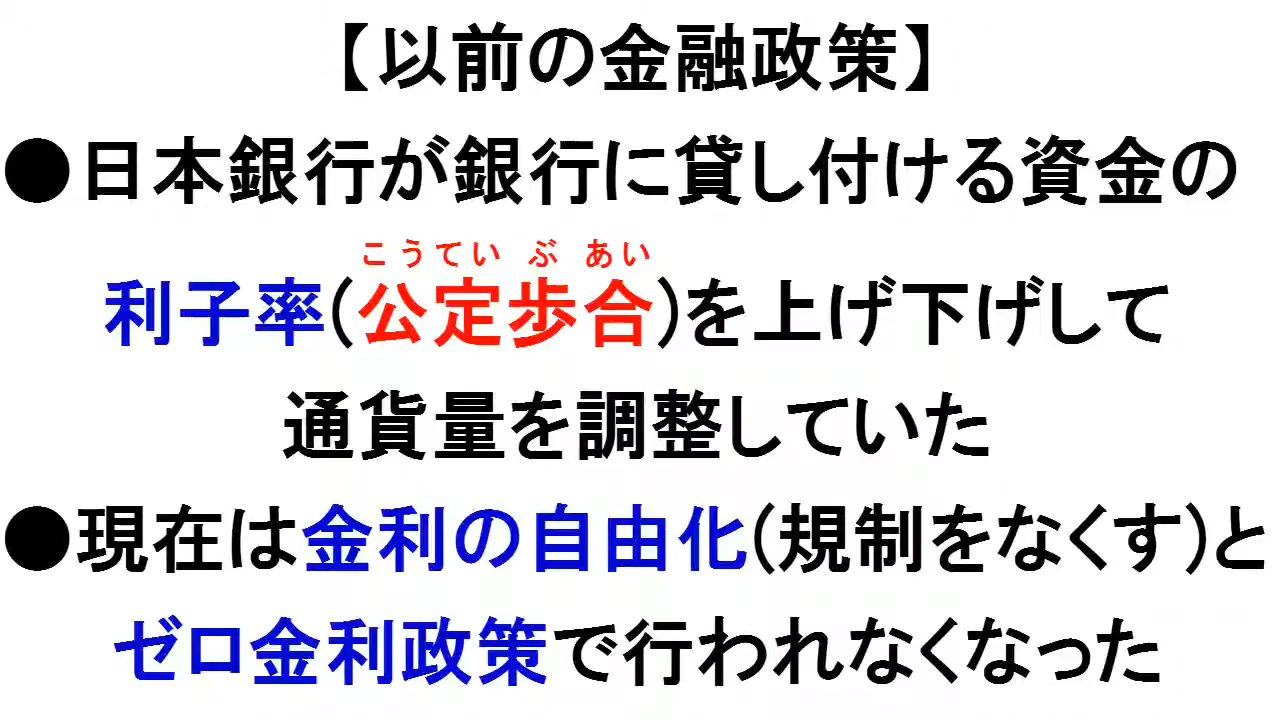 【以前の金融政策】
●日本銀行が銀行に貸し付ける資金の
こうてい ぶ あい
利子率(公定歩合)を上げ下げして
通貨量を調整していた
●現在は金利の自由化(規制をなくす)と
ゼロ金利政策で行われなくなった